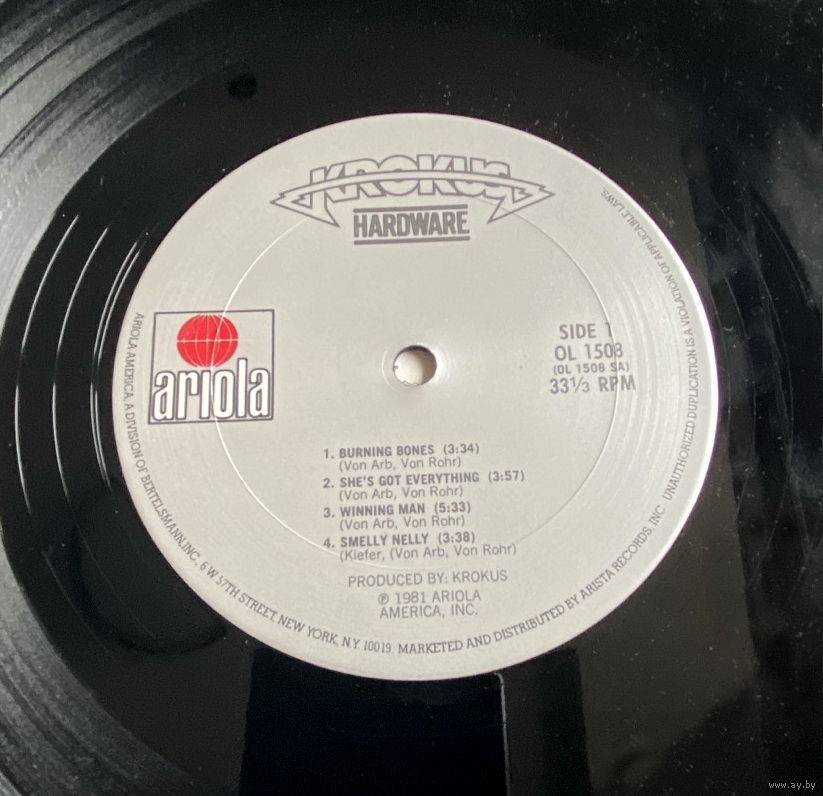 KROKUS
HARDWARE
ariola
SIDE 1
OL 1508
(OL 1508 SA)
33⅓ RPM
1. BURNING BONES (3:34)
(Von Arb, Von Rohr)
2. SHE'S GOT EVERYTHING (3:57)
(Von Arb, Von Rohr)
3. WINNING MAN (5:33)
(Von Arb, Von Rohr)
4. SMELLY NELLY (3:38)
(Kiefer, (Von Arb, Von Rohr)
PRODUCED BY: KROKUS
℗ 1981 ARIOLA
AMERICA, INC.
ARIOLA AMERICA, A DIVISION OF BERTELSMANN, INC., 6 W 57TH STREET, NEW YORK, N.Y. 10019 MARKETED AND DISTRIBUTED BY ARISTA RECORDS, INC. UNAUTHORIZED DUPLICATION IS A VIOLATION OF APPLICABLE LAWS.
www.ay.by